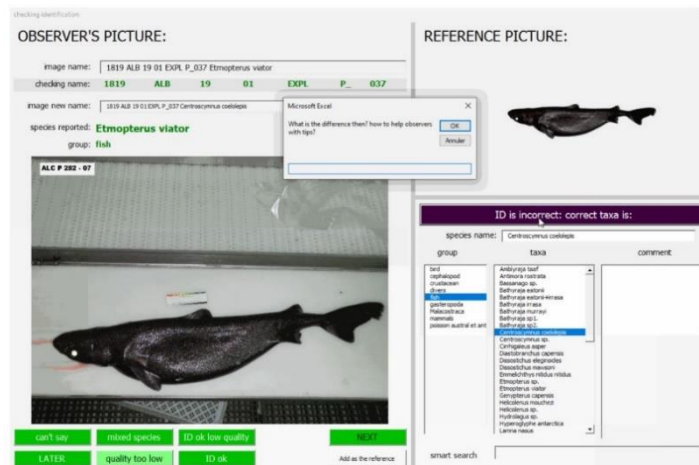 checking identification
OBSERVER'S PICTURE:
image name: 1819 ALB 19 01 EXPL P_037 Etmopterus viator
checking name: 1819 ALB 19 01 EXPL P_ 037
image new name: 1819 ALB 19 01 EXPL P_037 Centroscymnus coelolepis
species reported: Etmopterus viator
group: fish
ALC P 282 - 07
can't say
mixed species
ID ok low quality
NEXT
LATER
quality too low
ID ok
Add as the reference
Microsoft Excel
What is the difference then? how to help observers
with tips?
OK
Annuler
REFERENCE PICTURE:
ID is incorrect: correct taxa is:
species name: Centroscymnus coelolepis
group
bird
cephalopod
crustacean
divers
fish
gasteropoda
Malacostraca
mammals
poisson austral et ant
taxa
Amblyraja taaf
Antimora rostrata
Bassanago sp.
Bathyraja eatonii
Bathyraja eatonii+irrasa
Bathyraja irrasa
Bathyraja murrayi
Bathyraja sp1.
Bathyraja sp2.
Centroscymnus coelolepis
Centroscymnus sp.
Cirrhigaleus asper
Diastobranchus capensis
Dissostichus eleginoides
Dissostichus mawsoni
Emmelichthys nitidus nitidus
Etmopterus sp.
Etmopterus viator
Genypterus capensis
Helicolenus mouchezi
Helicolenus sp.
Hydrolagus sp.
Hyperoglyphe antarctica
Lamna nasus
comment
smart search